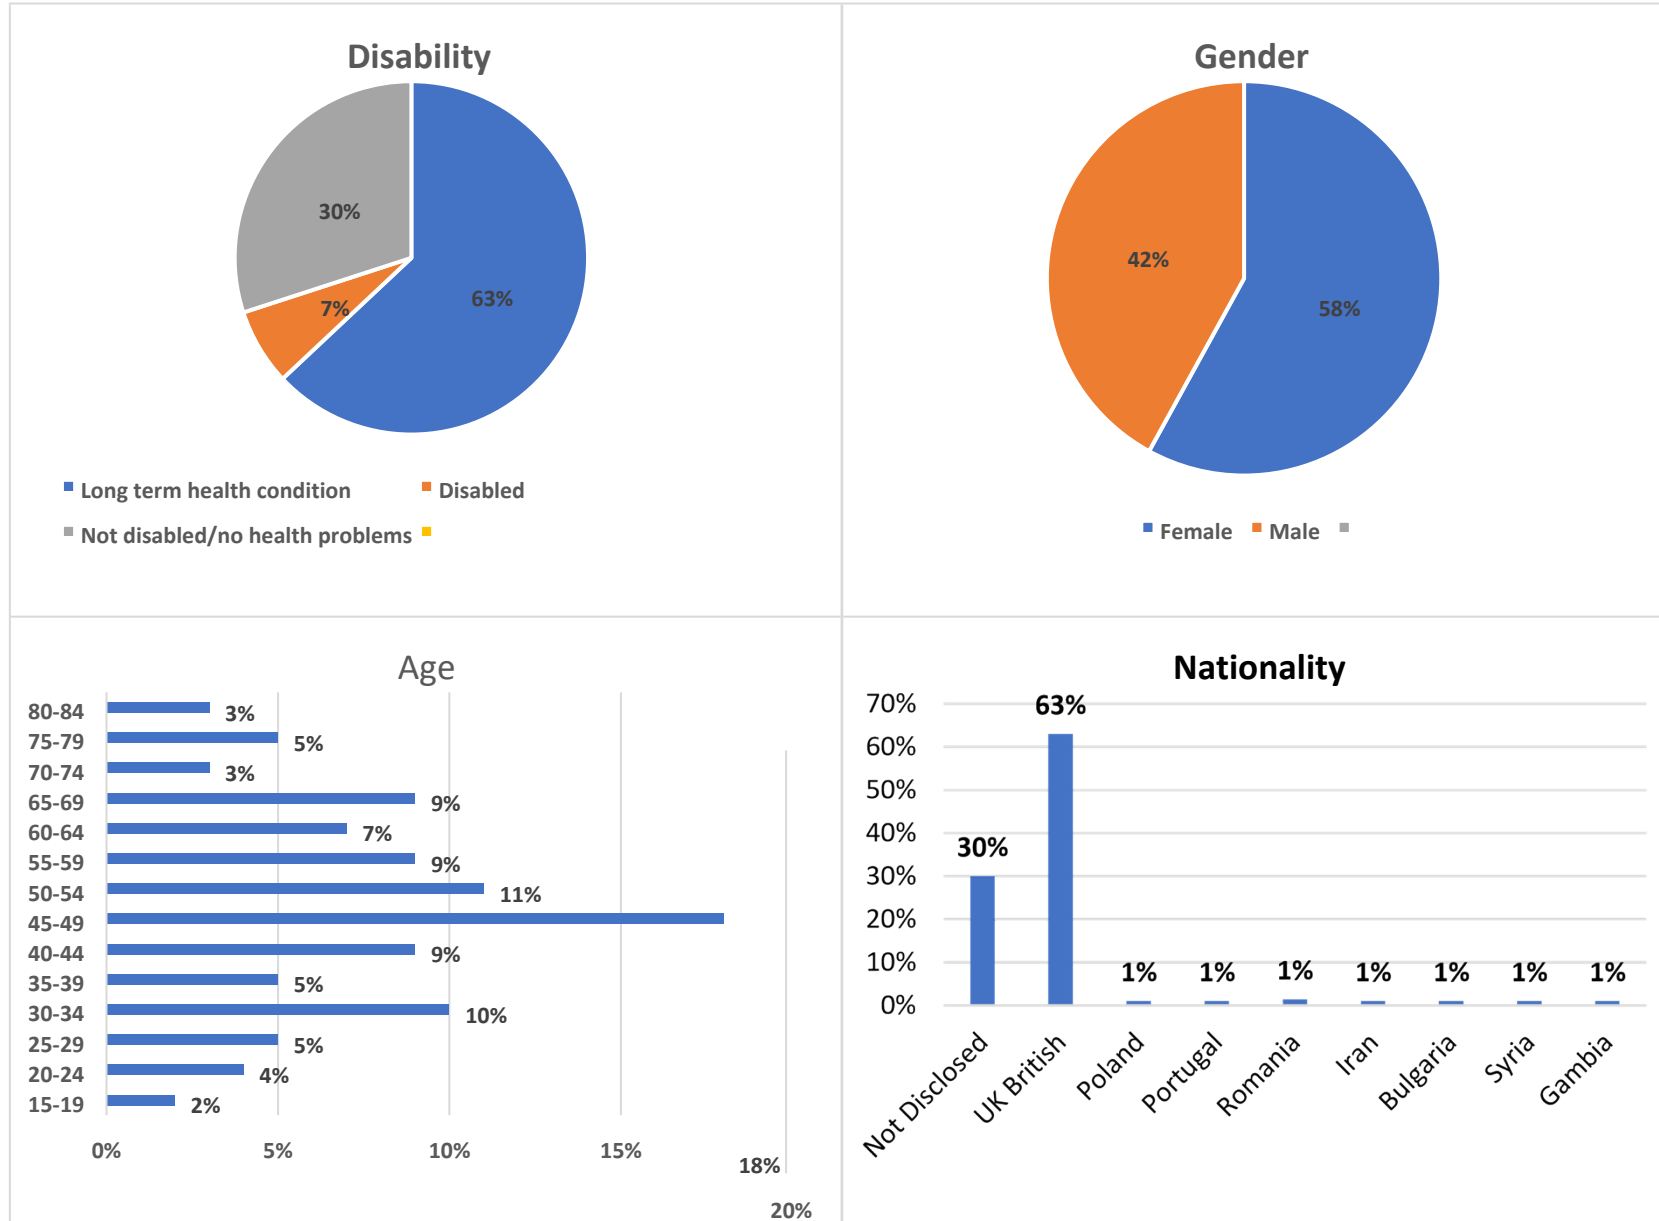 Disability
30%
7%
63%
Long term health condition
Disabled
Not disabled/no health problems
Gender
42%
58%
Female Male
Age
80-84 3%
75-79 5%
70-74 3%
65-69 9%
60-64 7%
55-59 9%
50-54 11%
45-49
40-44 9%
35-39 5%
30-34 10%
25-29 5%
20-24 4%
15-19 2%
0% 5% 10% 15%
18%
20%
Nationality
70%
60%
50%
40%
30%
20%
10%
0%
30% 63% 1% 1% 1% 1% 1% 1% 1%
Not Disclosed
UK British
Poland
Portugal
Romania
Iran
Bulgaria
Syria
Gambia